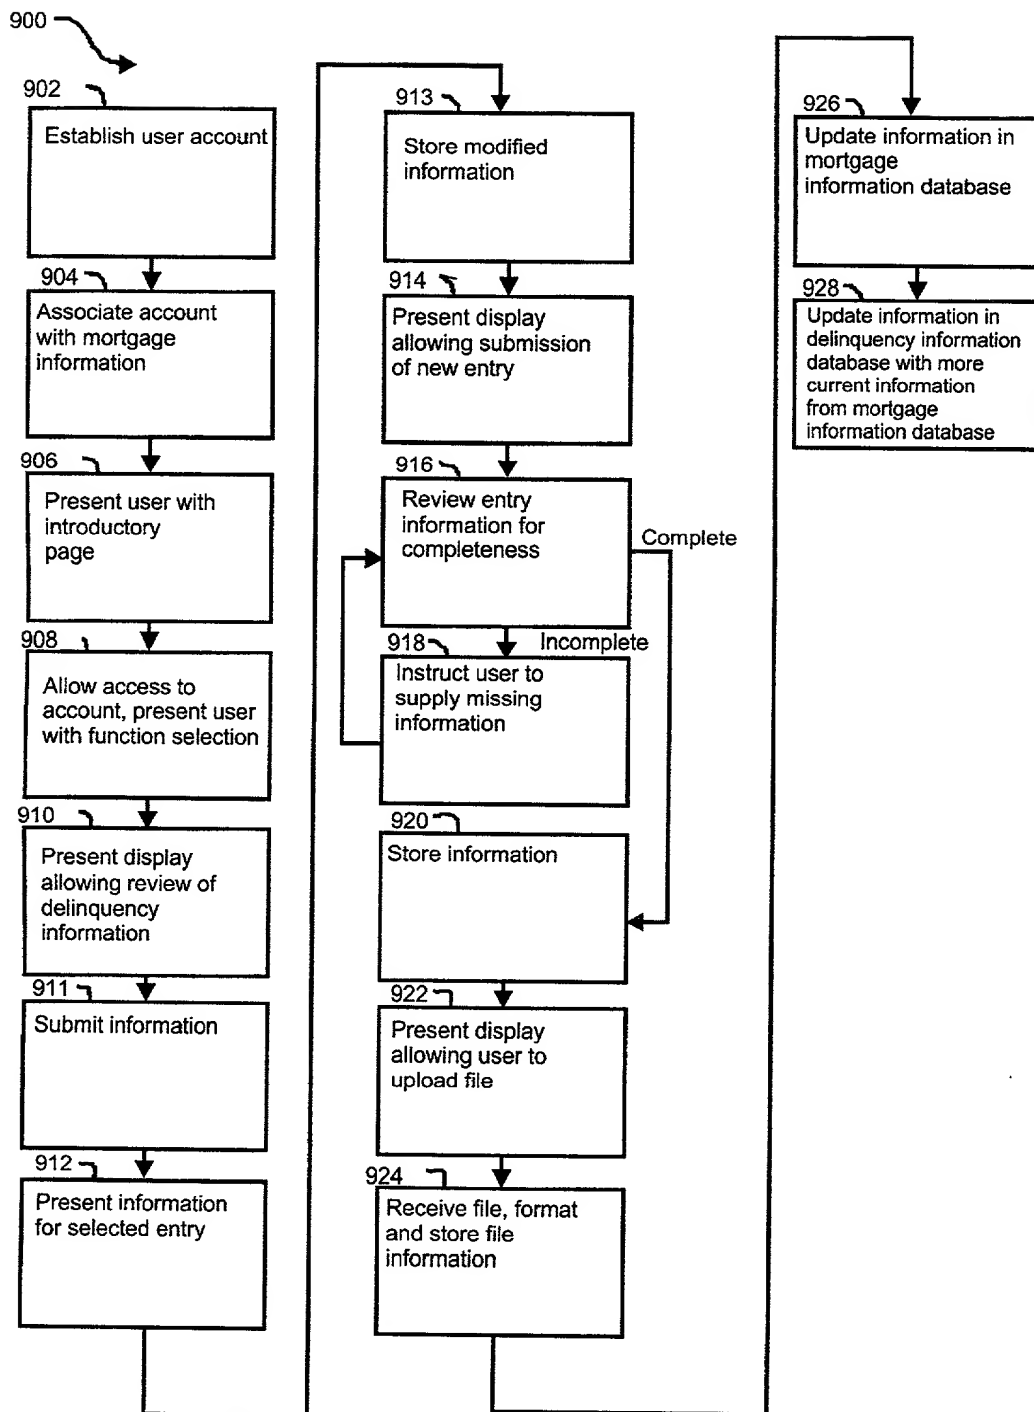 900
902
Establish user account
904
Associate account
with mortgage
information
906
Present user with
introductory
page
908
Allow access to
account, present user
with function selection
910
Present display
allowing review of
delinquency
information
911
Submit information
912
Present information
for selected entry
913
Store modified
information
914
Present display
allowing submission
of new entry
916
Review entry
information for
completeness
Complete
Incomplete
918
Instruct user to
supply missing
information
920
Store information
922
Present display
allowing user to
upload file
924
Receive file, format
and store file
information
926
Update information in
mortgage
information database
928
Update information in
delinquency information
database with more
current information
from mortgage
information database